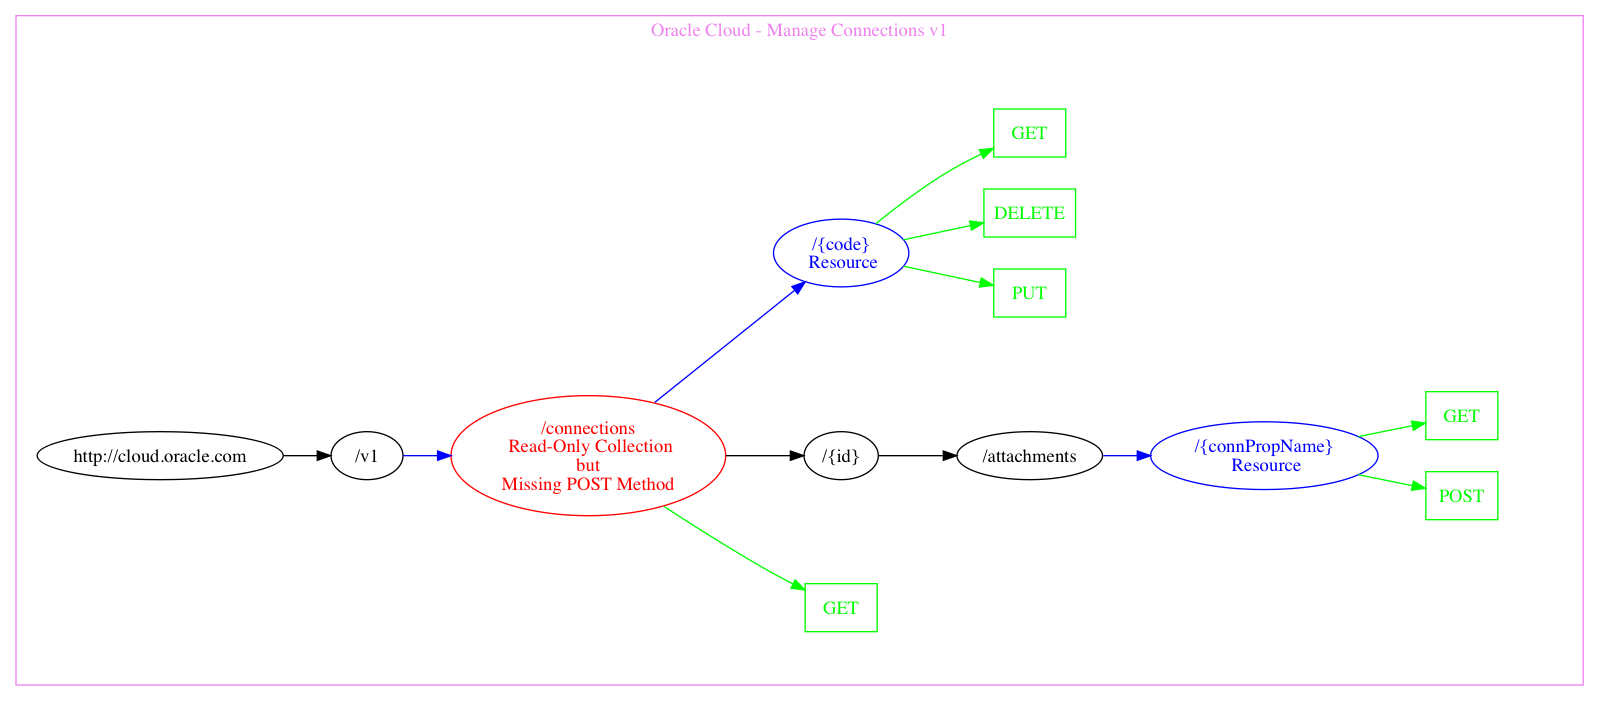 Oracle Cloud - Manage Connections v1
http://cloud.oracle.com
/v1
/connections
Read-Only Collection
but
Missing POST Method
/{code}
Resource
GET
DELETE
PUT
/{id}
/attachments
/{connPropName}
Resource
GET
POST
GET